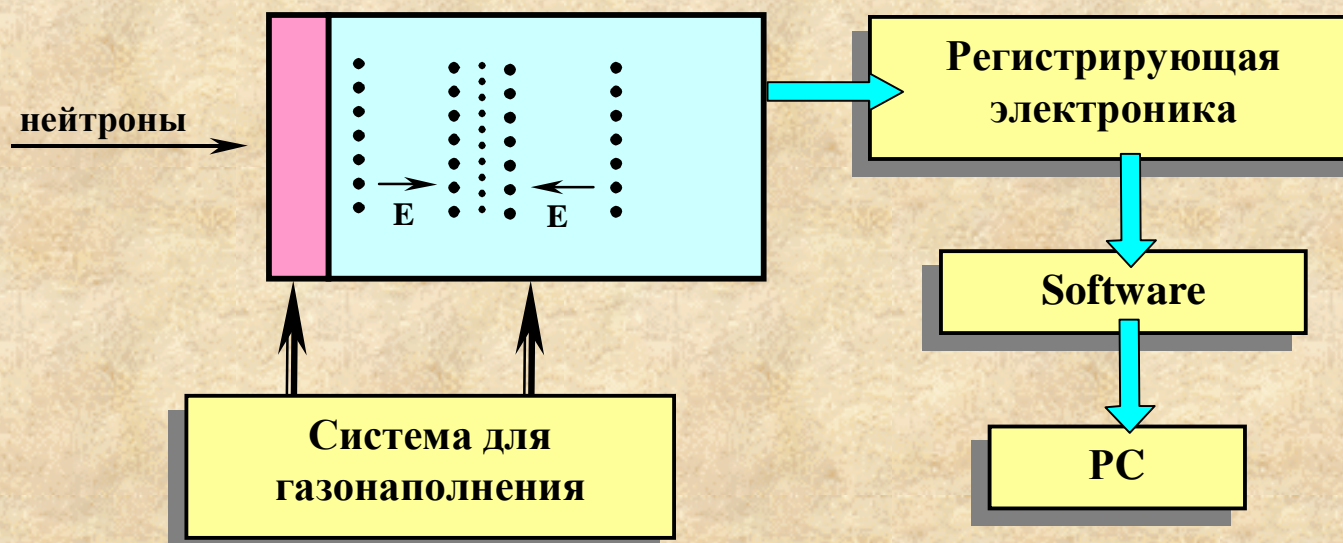 нейтроны
E
E
Регистрирующая
электроника
Software
PC
Система для
газонаполнения